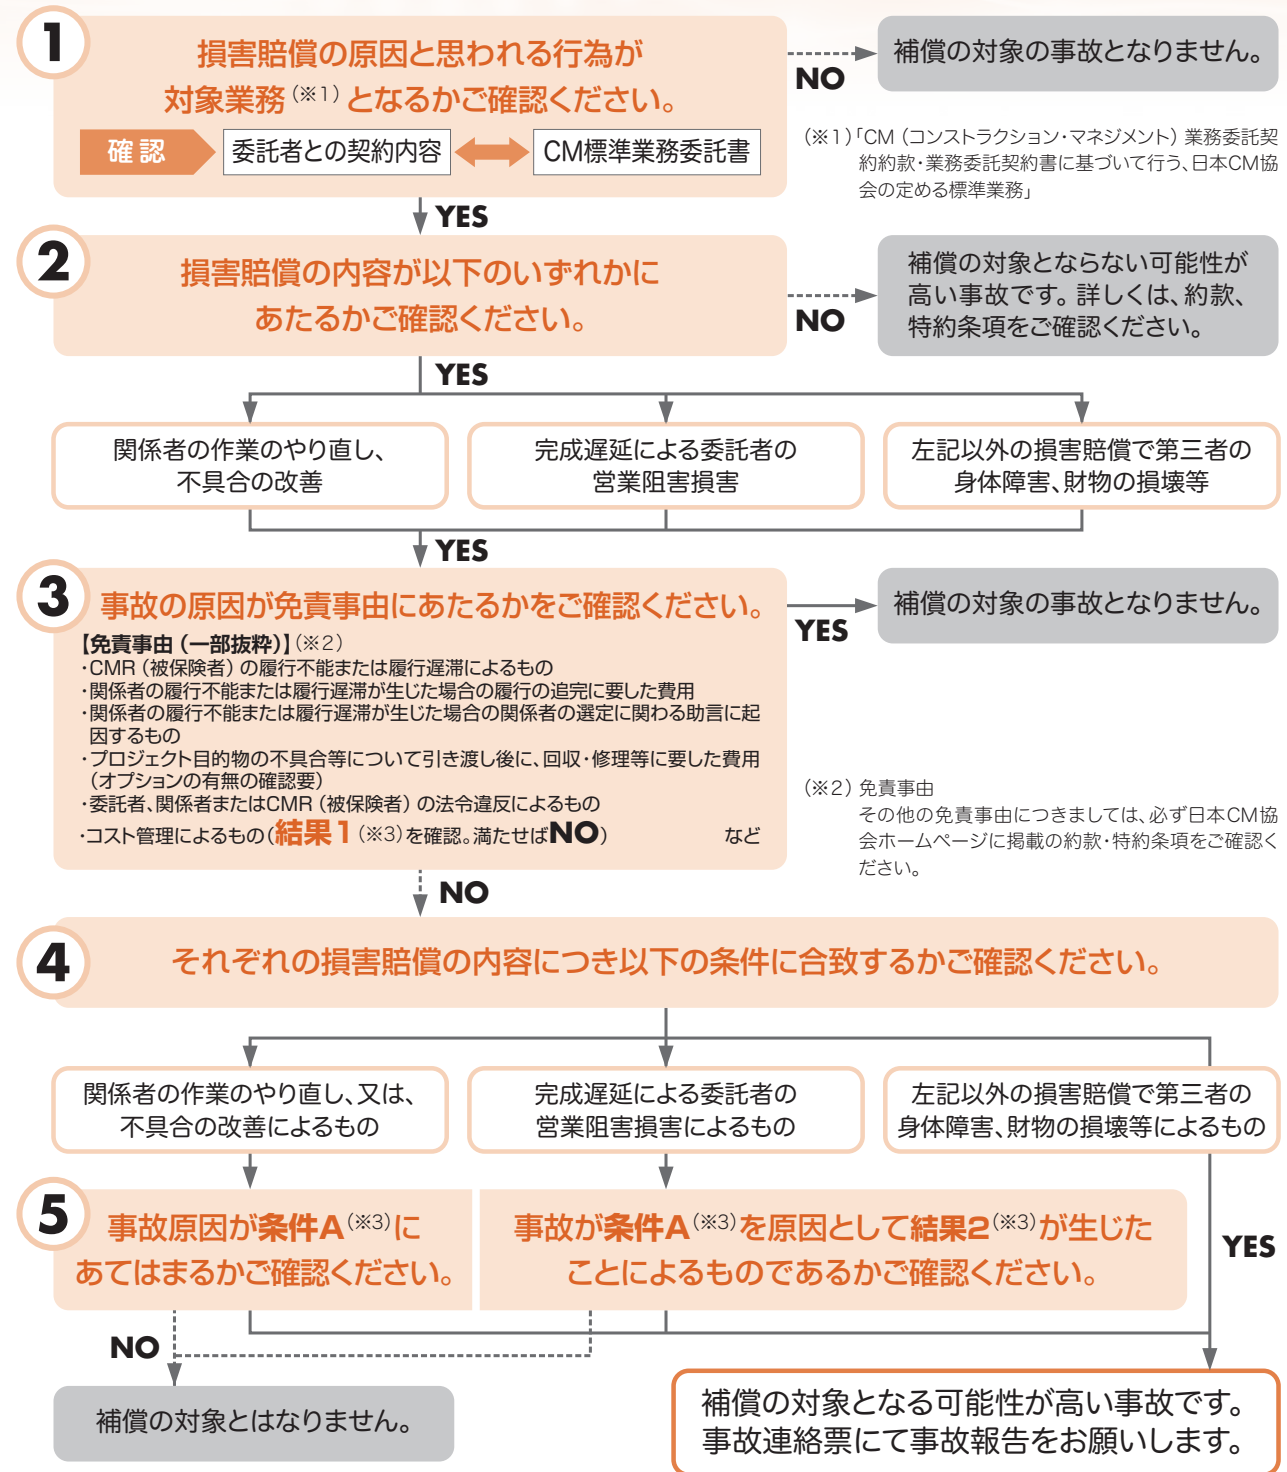 1
損害賠償の原因と思われる行為が
対象業務(※1)となるかご確認ください。
確認
委託者との契約内容
CM標準業務委託書
NO
補償の対象の事故となりません。
(※1)「CM(コンストラクション・マネジメント)業務委託契
約約款・業務委託契約書に基づいて行う、日本CM協
会の定める標準業務」
YES
2
損害賠償の内容が以下のいずれかに
あたるかご確認ください。
NO
補償の対象とならない可能性が
高い事故です。詳しくは、約款、
特約条項をご確認ください。
YES
関係者の作業のやり直し、
不具合の改善
完成遅延による委託者の
営業阻害損害
左記以外の損害賠償で第三者の
身体障害、財物の損壊等
YES
3
事故の原因が免責事由にあたるかをご確認ください。
【免責事由(一部抜粋)】(※2)
・CMR(被保険者)の履行不能または履行遅滞によるもの
・関係者の履行不能または履行遅滞が生じた場合の履行の追完に要した費用
・関係者の履行不能または履行遅滞が生じた場合の関係者の選定に関わる助言に起
因するもの
・プロジェクト目的物の不具合等について引き渡し後に、回収・修理等に要した費用
(オプションの有無の確認要)
・委託者、関係者またはCMR(被保険者)の法令違反によるもの
・コスト管理によるもの(結果1(※3)を確認。満たせばNO) など
YES
補償の対象の事故となりません。
(※2)免責事由
その他の免責事由につきましては、必ず日本CM協
会ホームページに掲載の約款・特約条項をご確認く
ださい。
NO
4
それぞれの損害賠償の内容につき以下の条件に合致するかご確認ください。
関係者の作業のやり直し、又は、
不具合の改善によるもの
完成遅延による委託者の
営業阻害損害によるもの
左記以外の損害賠償で第三者の
身体障害、財物の損壊等によるもの
5
事故原因が条件A(※3)に
あてはまるかご確認ください。
事故が条件A(※3)を原因として結果2(※3)が生じた
ことによるものであるかご確認ください。
YES
NO
補償の対象とはなりません。
補償の対象となる可能性が高い事故です。
事故連絡票にて事故報告をお願いします。